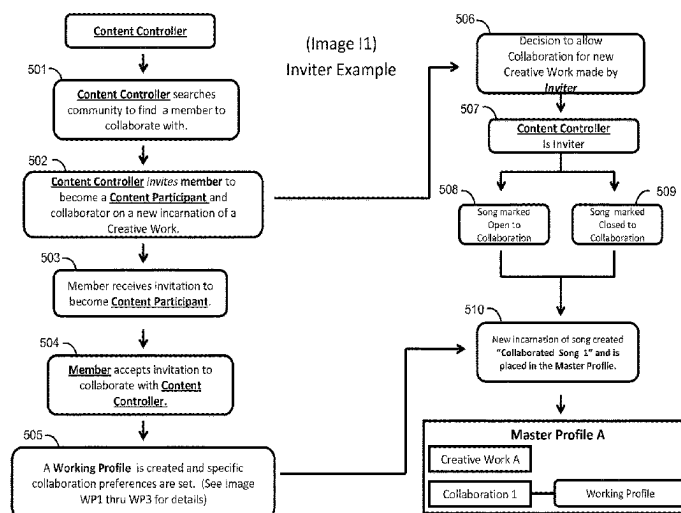 Content Controller
501
Content Controller searches
community to find a member to
collaborate with.
502
Content Controller invites member to
become a Content Participant and
collaborator on a new incarnation of a
Creative Work.
503
Member receives invitation to
become Content Participant.
504
Member accepts invitation to
collaborate with Content
Controller.
505
A Working Profile is created and specific
collaboration preferences are set. (See Image
WP1 thru WP3 for details)
(Image I1)
Inviter Example
506
Decision to allow
Collaboration for new
Creative Work made by
Inviter
507
Content Controller
Is Inviter
508
Song marked
Open to
Collaboration
509
Song marked
Closed to
Collaboration
510
New incarnation of song created
"Collaborated Song 1" and is
placed in the Master Profile.
Master Profile A
Creative Work A
Collaboration 1
Working Profile